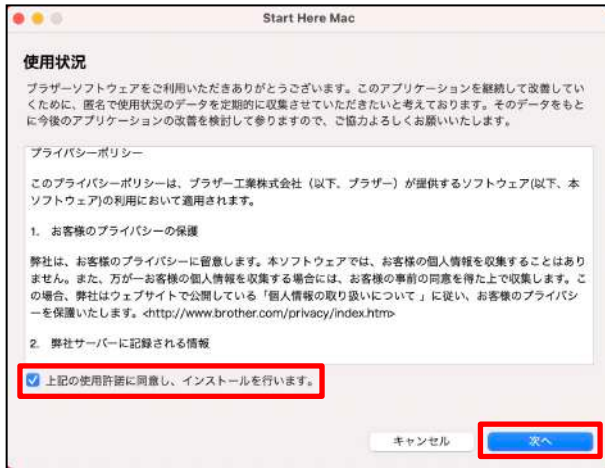 Start Here Mac
使用状況
ブラザーソフトウェアをご利用いただきありがとうございます。このアプリケーションを継続して改善してい
くために、匿名で使用状況のデータを定期的に収集させていただきたいと考えております。そのデータをもと
に今後のアプリケーションの改善を検討して参りますので、ご協力よろしくお願いいたします。
プライバシーポリシー
このプライバシーポリシーは、ブラザー工業株式会社（以下、ブラザー）が提供するソフトウェア(以下、本
ソフトウェア)の利用において適用されます。
1. お客様のプライバシーの保護
弊社は、お客様のプライバシーに留意します。本ソフトウェアでは、お客様の個人情報を収集することはあり
ません。また、万が一お客様の個人情報を収集する場合には、お客様の事前の同意を得た上で収集します。こ
の場合、弊社はウェブサイトで公開している「個人情報の取り扱いについて 」に従い、お客様のプライバシ
ーを保護いたします。<http://www.brother.com/privacy/index.htm>
2. 弊社サーバーに記録される情報
上記の使用許諾に同意し、インストールを行います。
キャンセル
次へ